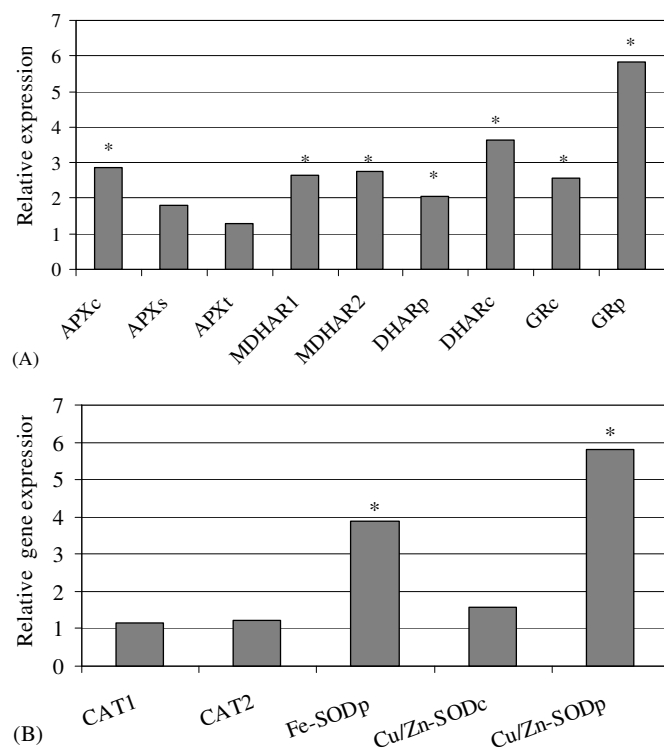 7
6
5
4
3
2
1
0
Relative expression
*
*
*
*
*
*
*
APXc
APXs
APXt
MDHAR1
MDHAR2
DHARp
DHARc
GRc
GRp
(A)
7
6
5
4
3
2
1
0
Relative gene expression
*
*
CAT1
CAT2
Fe-SODp
Cu/Zn-SODc
Cu/Zn-SODp
(B)